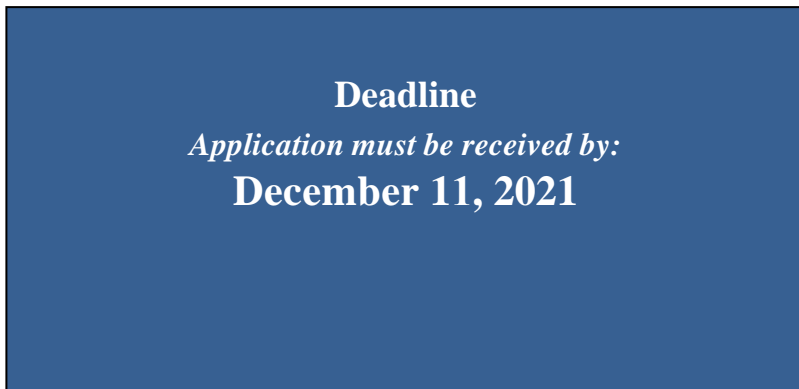 Deadline
Application must be received by:
December 11, 2021